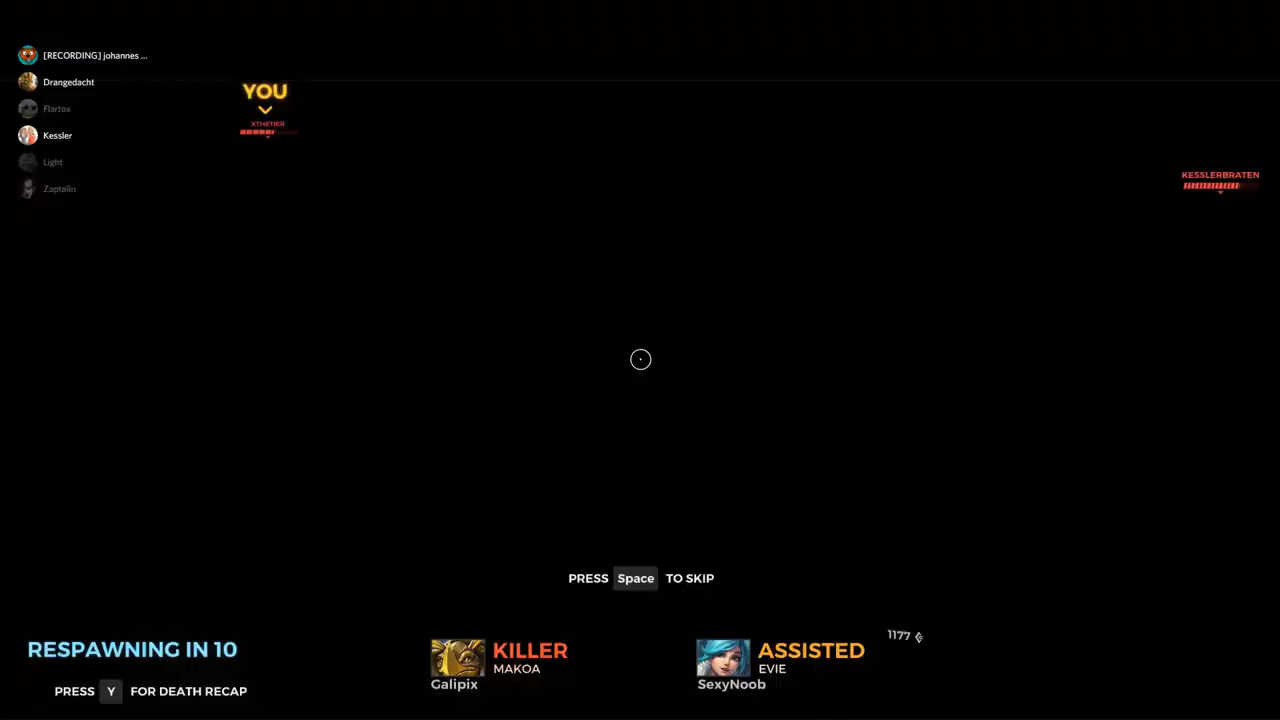 [RECORDING] johannes ...
Drangedacht
Flartox
Kessler
Light
Zaptalin
YOU
XTHETIER
KESSLERBRATEN
PRESS Space TO SKIP
RESPAWNING IN 10
PRESS Y FOR DEATH RECAP
KILLER
MAKOA
Galipix
ASSISTED
EVIE
SexyNoob
1177